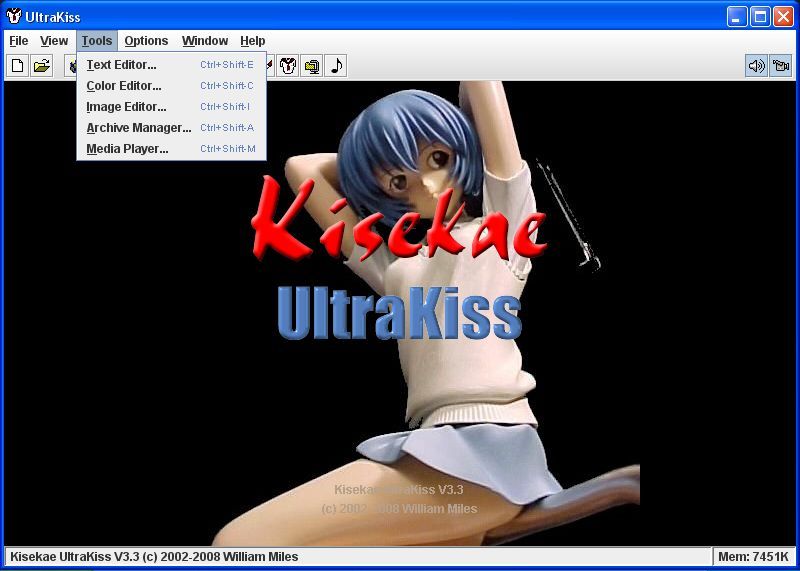 UltraKiss
File View Tools Options Window Help
Text Editor... Ctrl+Shift-E
Color Editor... Ctrl+Shift-C
Image Editor... Ctrl+Shift-I
Archive Manager... Ctrl+Shift-A
Media Player... Ctrl+Shift-M
Kisekae
UltraKiss
Kisekae UltraKiss V3.3
(c) 2002-2008 William Miles
Kisekae UltraKiss V3.3 (c) 2002-2008 William Miles Mem: 7451K